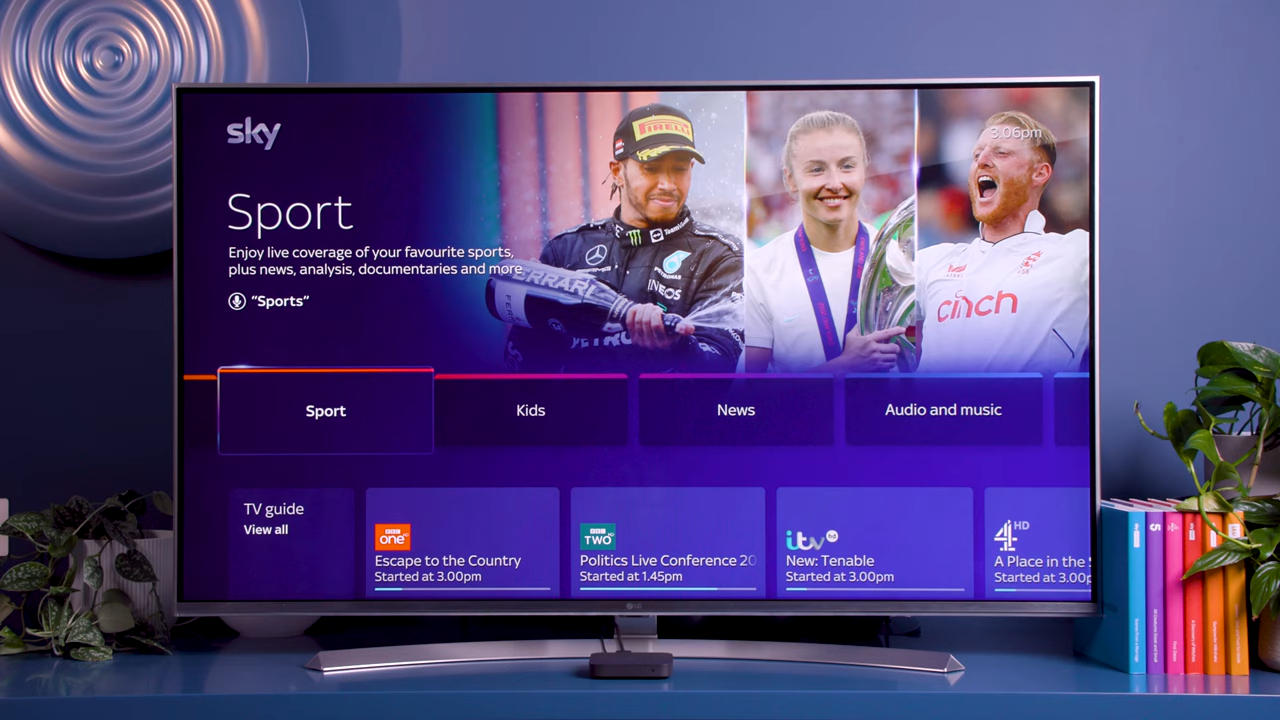 sky
3.06pm
Sport
Enjoy live coverage of your favourite sports,
plus news, analysis, documentaries and more
"Sports"
PIRELLI
FERRARI
PETRONAS
INEOS
cinch
Sport
Kids
News
Audio and music
TV guide
View all
BBC
one
Escape to the Country
Started at 3.00pm
BBC
TWO
Politics Live Conference 20
Started at 1.45pm
itv
New: Tenable
Started at 3.00pm
4 HD
A Place in the S
Started at 3.00p
LG